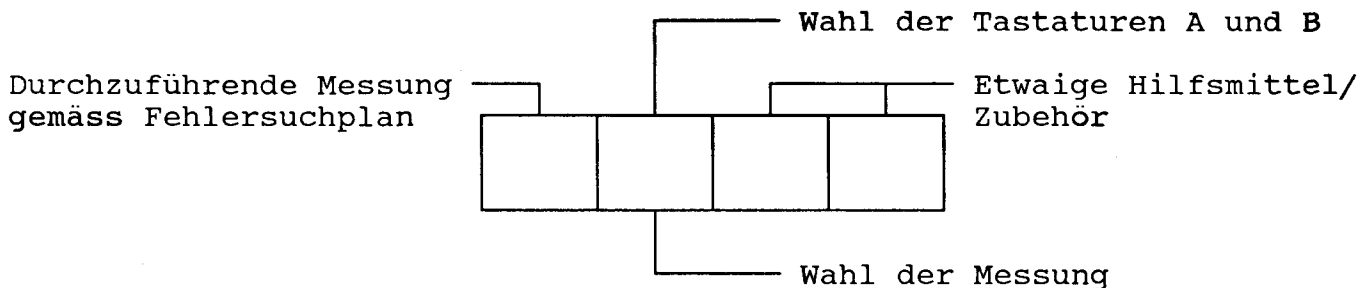 Wahl der Tastaturen A und B
Durchzuführende Messung
gemäss Fehlersuchplan
Etwaige Hilfsmittel/
Zubehör
Wahl der Messung